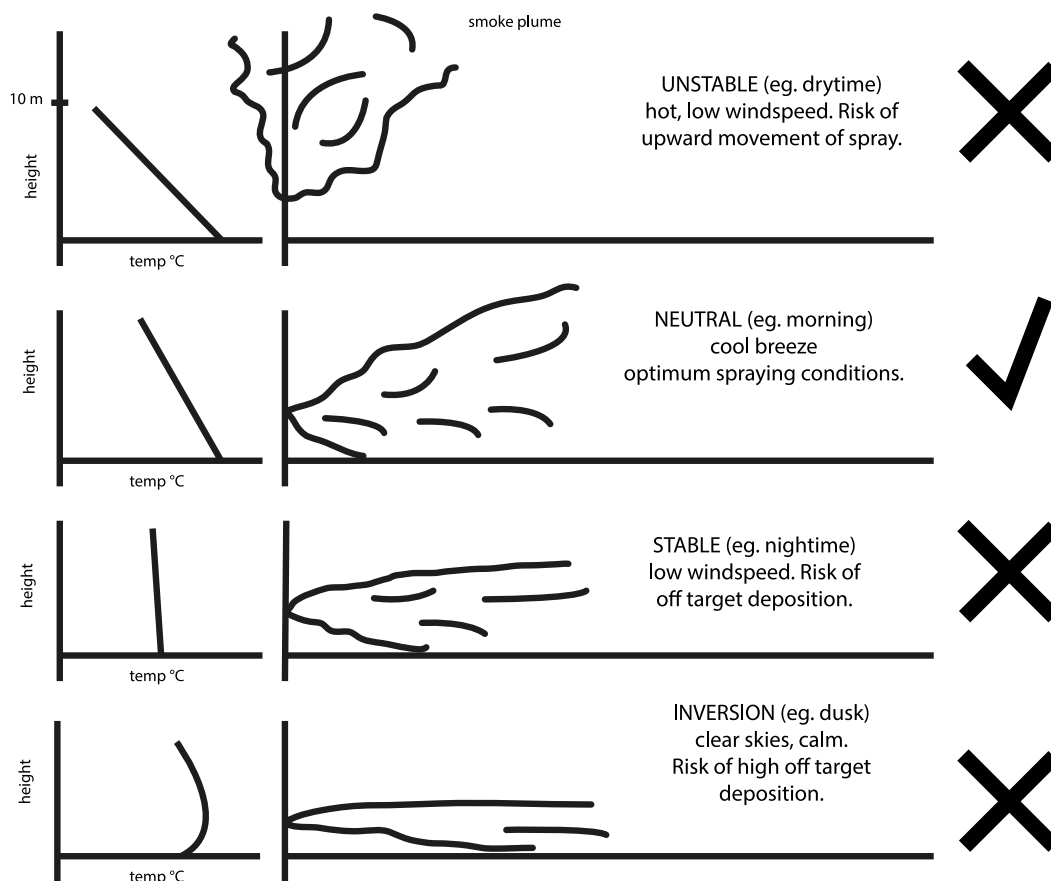 smoke plume
10 m
height
temp °C
UNSTABLE (eg. drytime)
hot, low windspeed. Risk of
upward movement of spray.
height
temp °C
NEUTRAL (eg. morning)
cool breeze
optimum spraying conditions.
height
temp °C
STABLE (eg. nightime)
low windspeed. Risk of
off target deposition.
height
temp °C
INVERSION (eg. dusk)
clear skies, calm.
Risk of high off target
deposition.